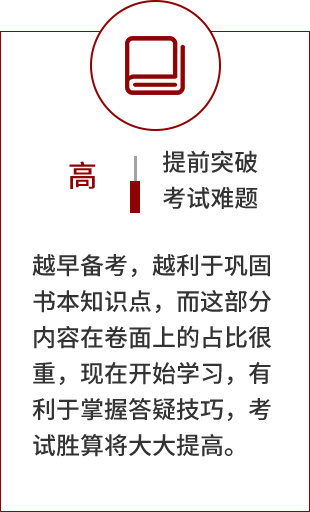 高
提前突破
考试难题
越早备考，越利于巩固
书本知识点，而这部分
内容在卷面上的占比很
重，现在开始学习，有
利于掌握答疑技巧，考
试胜算将大大提高。